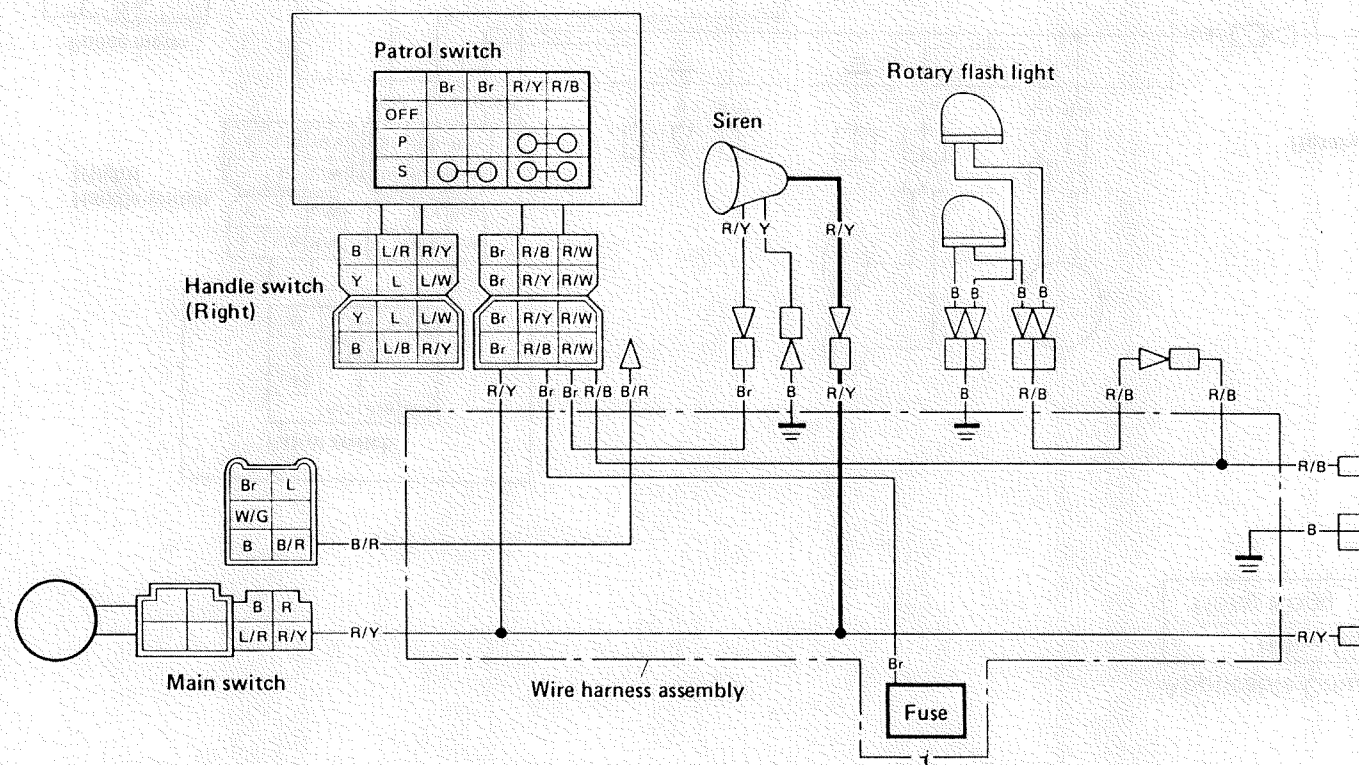 Patrol switch
Br Br R/Y R/B
OFF
P
S
Siren
Rotary flash light
R/Y Y R/Y
B B B B
Handle switch
(Right)
B L/R R/Y
Y L L/W
Y L L/W
B L/B R/Y
Br R/B R/W
Br R/Y R/W
Br R/Y R/W
Br R/B R/W
R/Y Br Br R/B B/R
Br B R/Y
B R/B R/B R/B
R/B
B
R/Y
Br L
W/G
B B/R
B/R
B R
L/R R/Y
R/Y
Main switch
Wire harness assembly
Br
Fuse